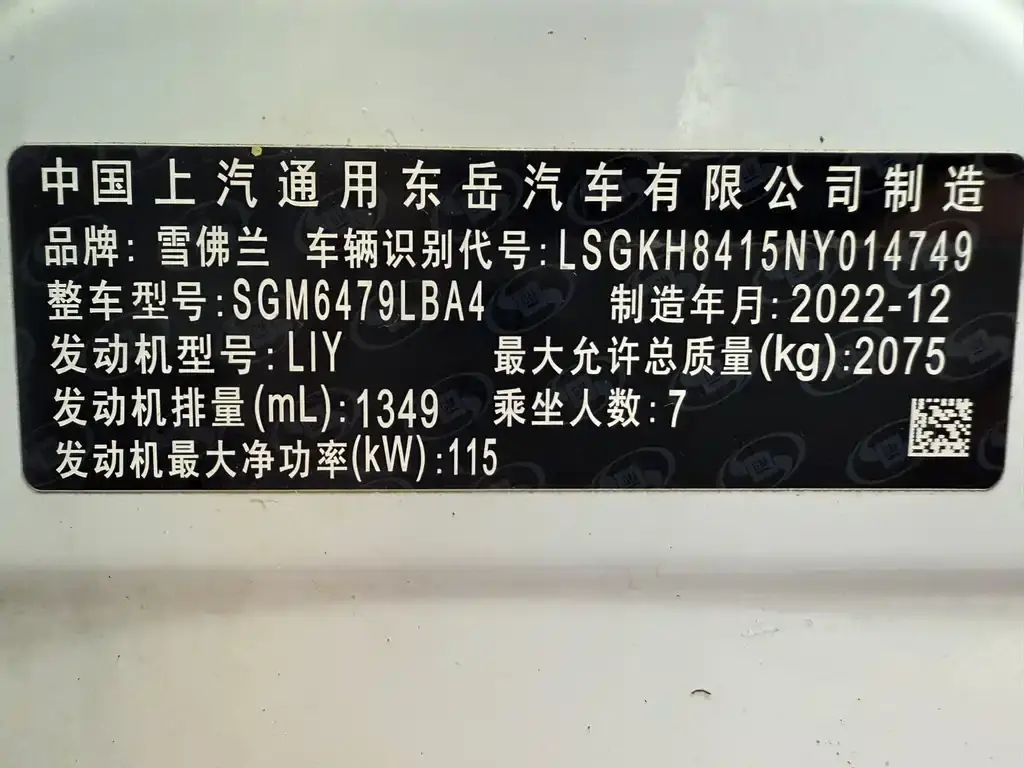 中国上汽通用东岳汽车有限公司制造
品牌: 雪佛兰 车辆识别代号: LSGKH8415NY014749
整车型号: SGM6479LBA4 制造年月: 2022-12
发动机型号: LIY 最大允许总质量(kg): 2075
发动机排量(mL): 1349 乘坐人数: 7
发动机最大净功率(kW): 115